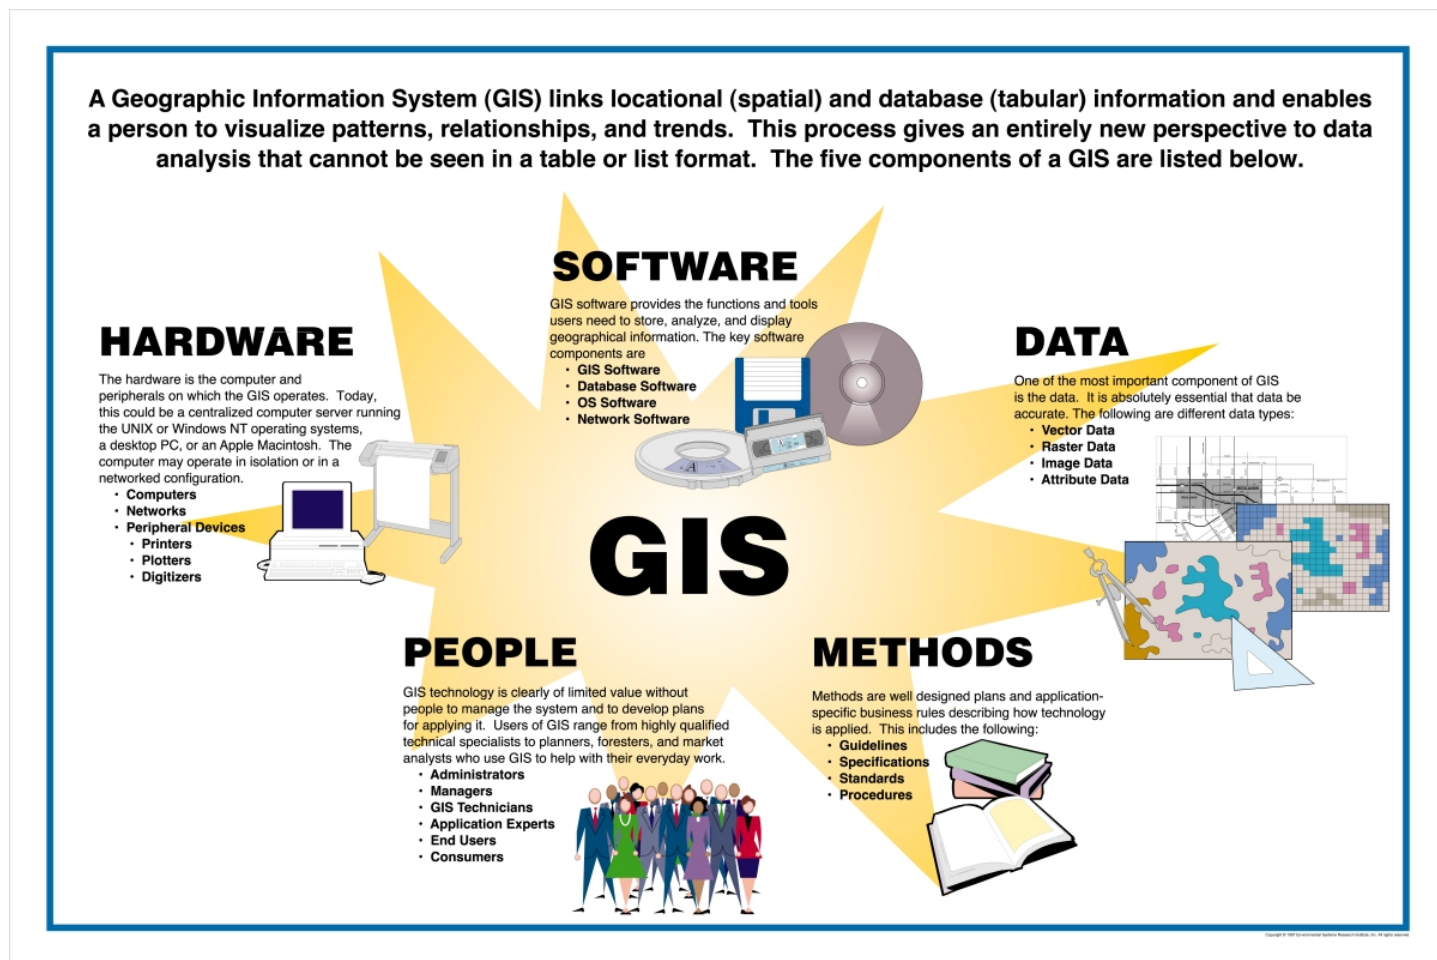 A Geographic Information System (GIS) links locational (spatial) and database (tabular) information and enables
a person to visualize patterns, relationships, and trends.  This process gives an entirely new perspective to data
analysis that cannot be seen in a table or list format.  The five components of a GIS are listed below.
SOFTWARE
GIS software provides the functions and tools
users need to store, analyze, and display
geographical information. The key software
components are
• GIS Software
• Database Software
• OS Software
• Network Software
HARDWARE
The hardware is the computer and
peripherals on which the GIS operates.  Today,
this could be a centralized computer server running
the UNIX or Windows NT operating systems,
a desktop PC, or an Apple Macintosh.  The
computer may operate in isolation or in a
networked configuration.
• Computers
• Networks
• Peripheral Devices
• Printers
• Plotters
• Digitizers
DATA
One of the most important component of GIS
is the data.  It is absolutely essential that data be
accurate. The following are different data types:
• Vector Data
• Raster Data
• Image Data
• Attribute Data
GIS
PEOPLE
GIS technology is clearly of limited value without
people to manage the system and to develop plans
for applying it.  Users of GIS range from highly qualified
technical specialists to planners, foresters, and market
analysts who use GIS to help with their everyday work.
• Administrators
• Managers
• GIS Technicians
• Application Experts
• End Users
• Consumers
METHODS
Methods are well designed plans and application-
specific business rules describing how technology
is applied.  This includes the following:
• Guidelines
• Specifications
• Standards
• Procedures
Copyright © 1997 Environmental Systems Research Institute, Inc. All rights reserved.